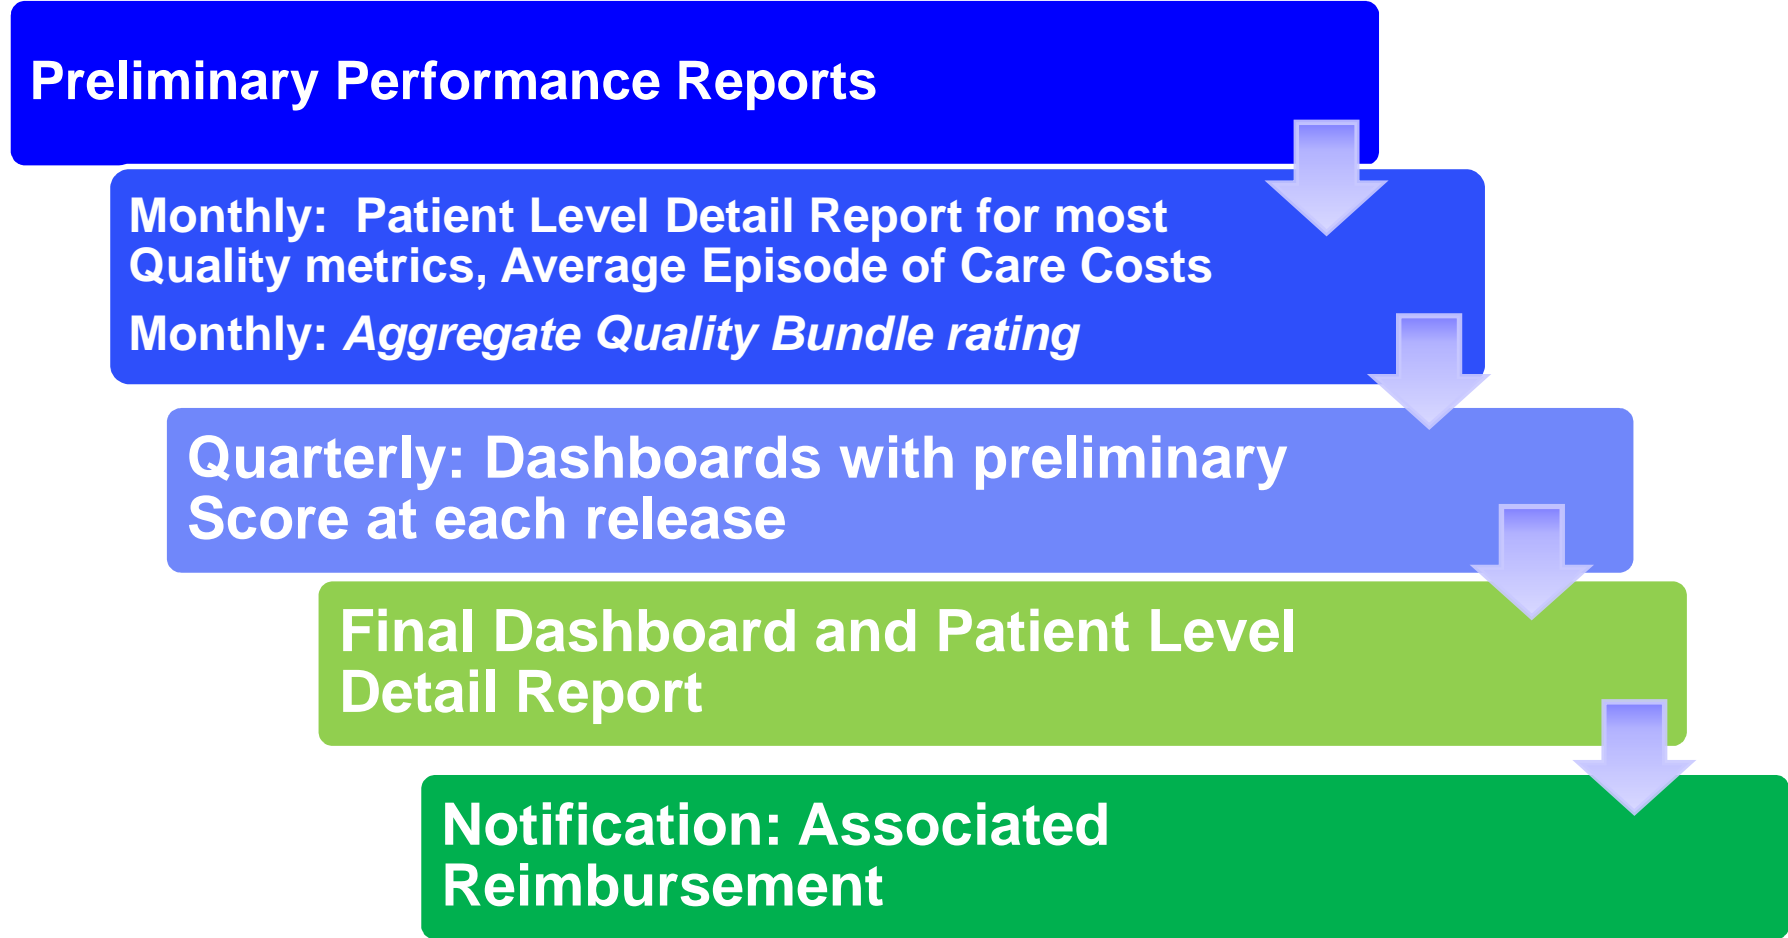 Preliminary Performance Reports
Monthly:  Patient Level Detail Report for most
Quality metrics, Average Episode of Care Costs
Monthly: Aggregate Quality Bundle rating
Quarterly: Dashboards with preliminary
Score at each release
Final Dashboard and Patient Level
Detail Report
Notification: Associated
Reimbursement